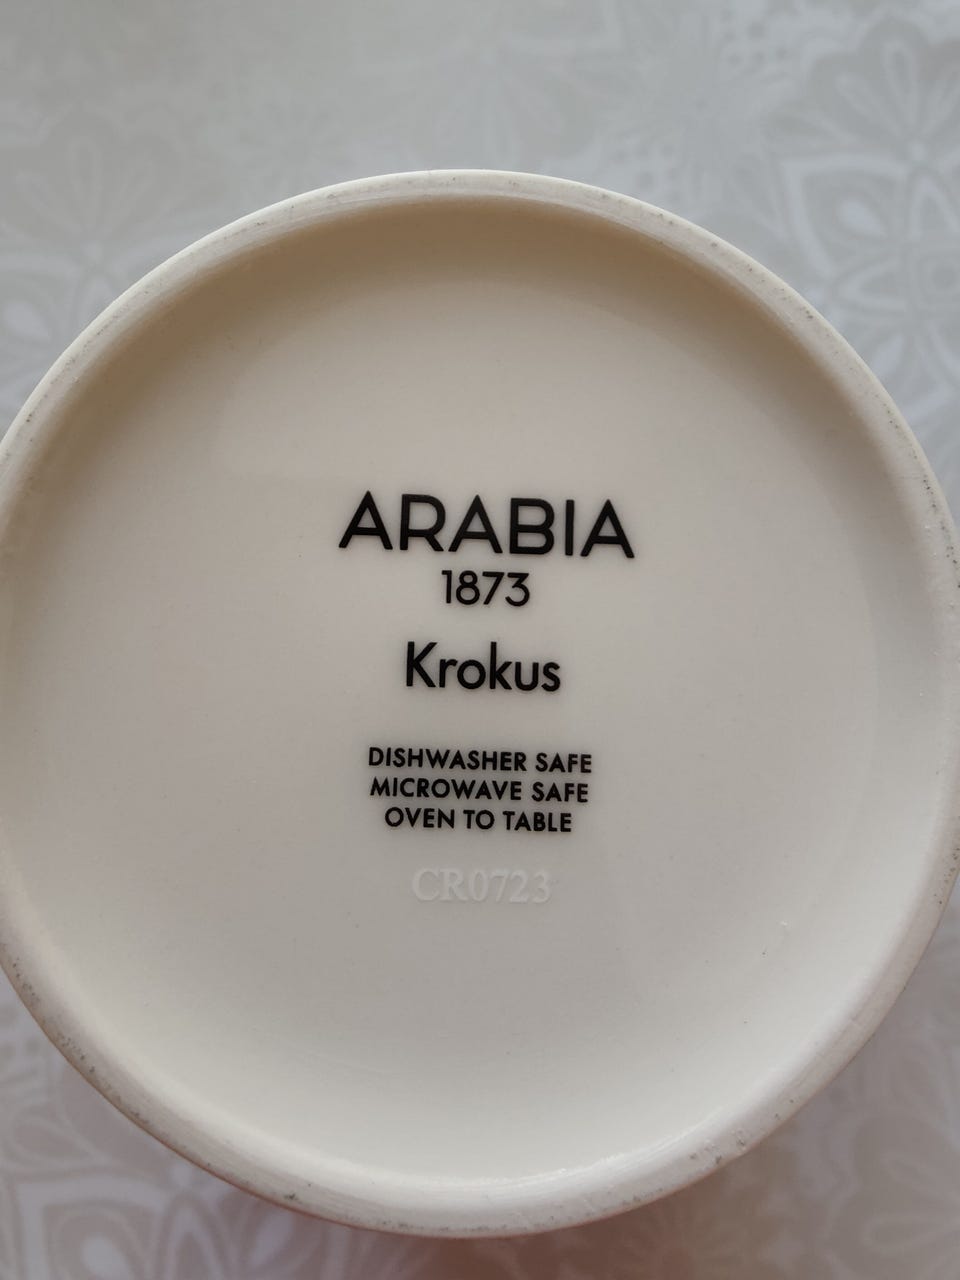 ARABIA
1873
Krokus
DISHWASHER SAFE
MICROWAVE SAFE
OVEN TO TABLE
CR0723